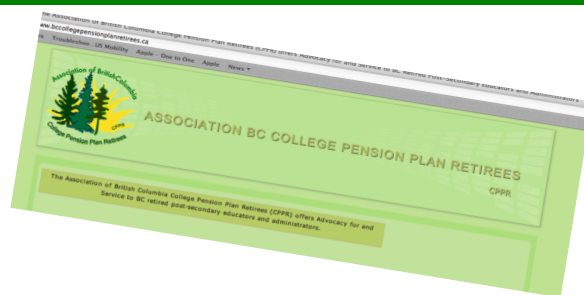 The Association of British Columbia College Pension Plan Retirees (CPPR) offers Advocacy for and Service to BC Retired Post-Secondary Educators and Administrators
ww.bccollegepensionplanretirees.ca
Troubleshoo...US Mobility Apple - One to One Apple News
Association of British Columbia
CPPR
College Pension Plan Retirees
ASSOCIATION BC COLLEGE PENSION PLAN RETIREES
CPPR
The Association of British Columbia College Pension Plan Retirees (CPPR) offers Advocacy for and
Service to BC retired post-secondary educators and administrators.